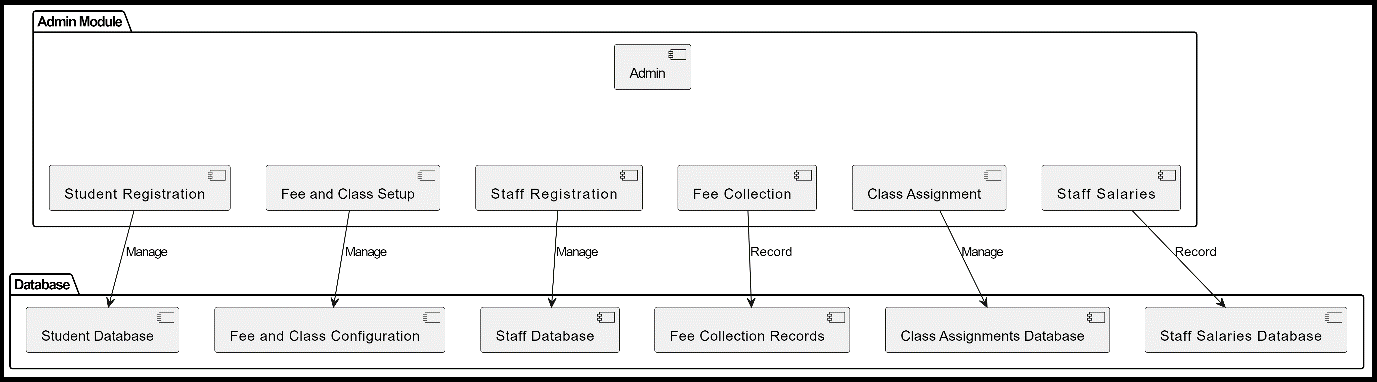 Admin Module
Admin
Student Registration
Fee and Class Setup
Staff Registration
Fee Collection
Class Assignment
Staff Salaries
Manage
Manage
Manage
Record
Manage
Record
Database
Student Database
Fee and Class Configuration
Staff Database
Fee Collection Records
Class Assignments Database
Staff Salaries Database